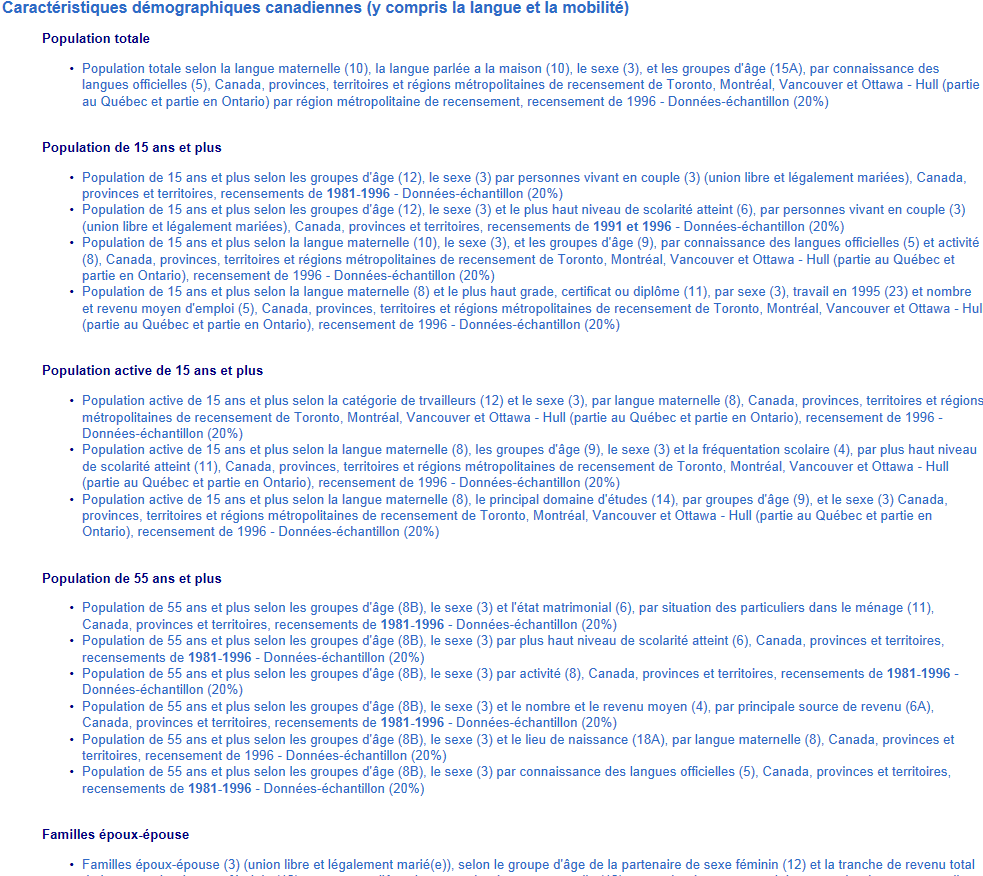 Caractéristiques démographiques canadiennes (y compris la langue et la mobilité)
Population totale
• Population totale selon la langue maternelle (10), la langue parlée a la maison (10), le sexe (3), et les groupes d'âge (15A), par connaissance des
langues officielles (5), Canada, provinces, territoires et régions métropolitaines de recensement de Toronto, Montréal, Vancouver et Ottawa - Hull (partie
au Québec et partie en Ontario) par région métropolitaine de recensement, recensement de 1996 - Données-échantillon (20%)
Population de 15 ans et plus
• Population de 15 ans et plus selon les groupes d'âge (12), le sexe (3) par personnes vivant en couple (3) (union libre et légalement mariées), Canada,
provinces et territoires, recensements de 1981-1996 - Données-échantillon (20%)
• Population de 15 ans et plus selon les groupes d'âge (12), le sexe (3) et le plus haut niveau de scolarité atteint (6), par personnes vivant en couple (3)
(union libre et légalement mariées), Canada, provinces et territoires, recensements de 1991 et 1996 - Données-échantillon (20%)
• Population de 15 ans et plus selon la langue maternelle (10), le sexe (3), et les groupes d'âge (9), par connaissance des langues officielles (5) et activité
(8), Canada, provinces, territoires et régions métropolitaines de recensement de Toronto, Montréal, Vancouver et Ottawa - Hull (partie au Québec et
partie en Ontario), recensement de 1996 - Données-échantillon (20%)
• Population de 15 ans et plus selon la langue maternelle (8) et le plus haut grade, certificat ou diplôme (11), par sexe (3), travail en 1995 (23) et nombre
et revenu moyen d'emploi (5), Canada, provinces, territoires et régions métropolitaines de recensement de Toronto, Montréal, Vancouver et Ottawa - Hul
(partie au Québec et partie en Ontario), recensement de 1996 - Données-échantillon (20%)
Population active de 15 ans et plus
• Population active de 15 ans et plus selon la catégorie de trvailleurs (12) et le sexe (3), par langue maternelle (8), Canada, provinces, territoires et régions
métropolitaines de recensement de Toronto, Montréal, Vancouver et Ottawa - Hull (partie au Québec et partie en Ontario), recensement de 1996 -
Données-échantillon (20%)
• Population active de 15 ans et plus selon la langue maternelle (8), les groupes d'âge (9), le sexe (3) et la fréquentation scolaire (4), par plus haut niveau
de scolarité atteint (11), Canada, provinces, territoires et régions métropolitaines de recensement de Toronto, Montréal, Vancouver et Ottawa - Hull
(partie au Québec et partie en Ontario), recensement de 1996 - Données-échantillon (20%)
• Population active de 15 ans et plus selon la langue maternelle (8), le principal domaine d'études (14), par groupes d'âge (9), et le sexe (3) Canada,
provinces, territoires et régions métropolitaines de recensement de Toronto, Montréal, Vancouver et Ottawa - Hull (partie au Québec et partie en
Ontario), recensement de 1996 - Données-échantillon (20%)
Population de 55 ans et plus
• Population de 55 ans et plus selon les groupes d'âge (8B), le sexe (3) et l'état matrimonial (6), par situation des particuliers dans le ménage (11),
Canada, provinces et territoires, recensements de 1981-1996 - Données-échantillon (20%)
• Population de 55 ans et plus selon les groupes d'âge (8B), le sexe (3) par plus haut niveau de scolarité atteint (6), Canada, provinces et territoires,
recensements de 1981-1996 - Données-échantillon (20%)
• Population de 55 ans et plus selon les groupes d'âge (8B), le sexe (3) par activité (8), Canada, provinces et territoires, recensements de 1981-1996 -
Données-échantillon (20%)
• Population de 55 ans et plus selon les groupes d'âge (8B), le sexe (3) et le nombre et le revenu moyen (4), par principale source de revenu (6A),
Canada, provinces et territoires, recensements de 1981-1996 - Données-échantillon (20%)
• Population de 55 ans et plus selon les groupes d'âge (8B), le sexe (3) et le lieu de naissance (18A), par langue maternelle (8), Canada, provinces et
territoires, recensement de 1996 - Données-échantillon (20%)
• Population de 55 ans et plus selon les groupes d'âge (8B), le sexe (3) par connaissance des langues officielles (5), Canada, provinces et territoires,
recensements de 1981-1996 - Données-échantillon (20%)
Familles époux-épouse
• Familles époux-épouse (3) (union libre et légalement marié(e)), selon le groupe d'âge de la partenaire de sexe féminin (12) et la tranche de revenu total